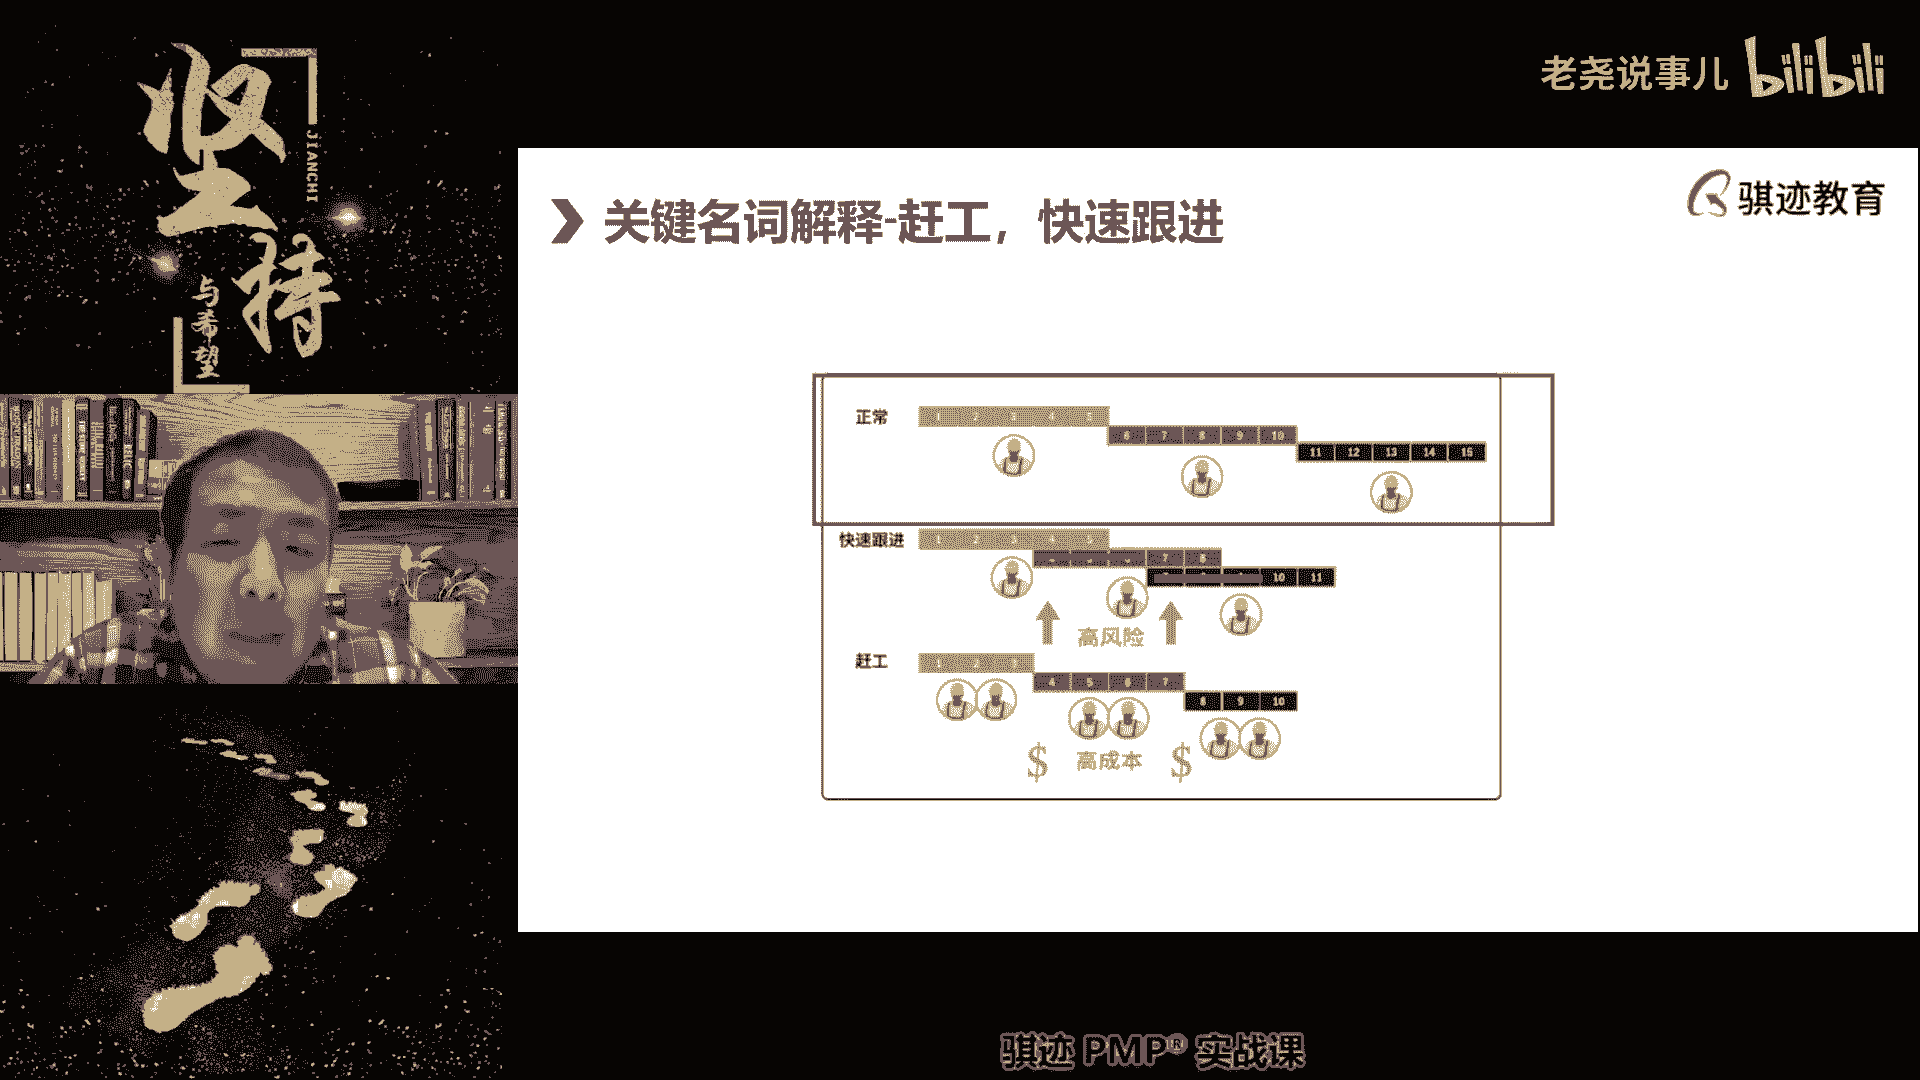 坚持
JIANCHI
与希望
老尧说事儿 bilibili
骐迹教育
关键名词解释-赶工，快速跟进
正常
1 2 3 4 5
6 7 8 9 10
11 12 13 14 15
快速跟进
1 2 3 4 5
7 8
10 11
高风险
赶工
1 2 3
4 5 6 7
8 9 10
$ 高成本 $
骐迹 PMP® 实战课